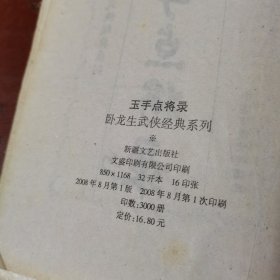 玉手点将录
卧龙生武侠经典系列
※
新疆文艺出版社
文盛印刷有限公司印刷
850×1168 32开本 16印张
2008年8月第1版 2008年8月第1次印刷
印数:3000册
定价:16.80元